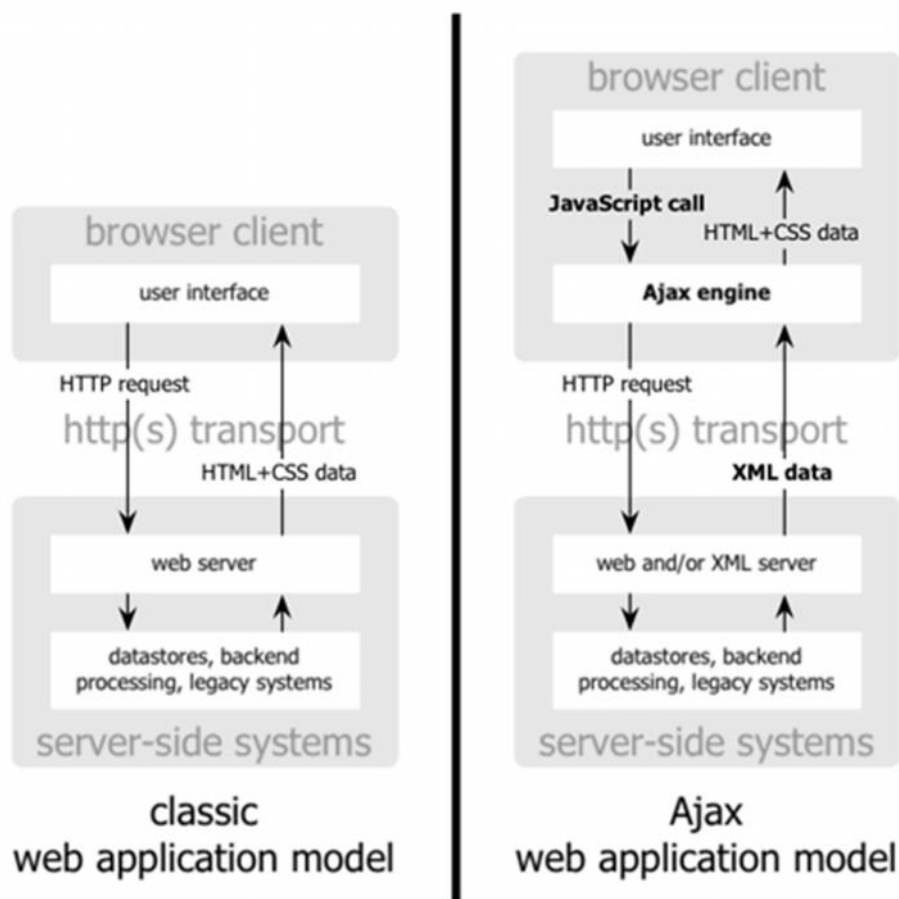 browser client
user interface
HTTP request
http(s) transport
HTML+CSS data
web server
datastores, backend
processing, legacy systems
server-side systems
classic
web application model
browser client
user interface
JavaScript call
HTML+CSS data
Ajax engine
HTTP request
http(s) transport
XML data
web and/or XML server
datastores, backend
processing, legacy systems
server-side systems
Ajax
web application model